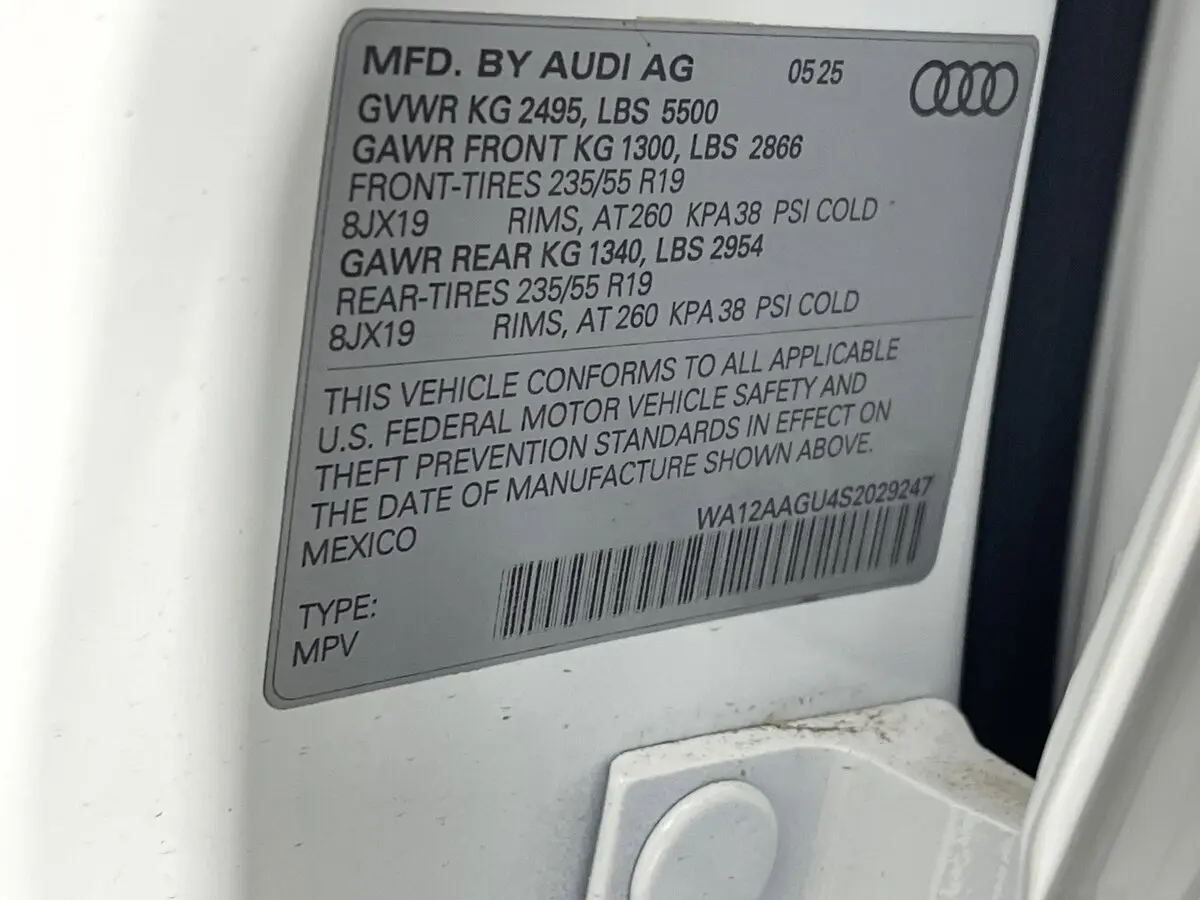 MFD. BY AUDI AG 05 25
GVWR KG 2495, LBS 5500
GAWR FRONT KG 1300, LBS 2866
FRONT-TIRES 235/55 R19
8JX19 RIMS, AT 260 KPA 38 PSI COLD
GAWR REAR KG 1340, LBS 2954
REAR-TIRES 235/55 R19
8JX19 RIMS, AT 260 KPA 38 PSI COLD
THIS VEHICLE CONFORMS TO ALL APPLICABLE
U.S. FEDERAL MOTOR VEHICLE SAFETY AND
THEFT PREVENTION STANDARDS IN EFFECT ON
THE DATE OF MANUFACTURE SHOWN ABOVE.
MEXICO WA12AAGU4S2029247
TYPE:
MPV